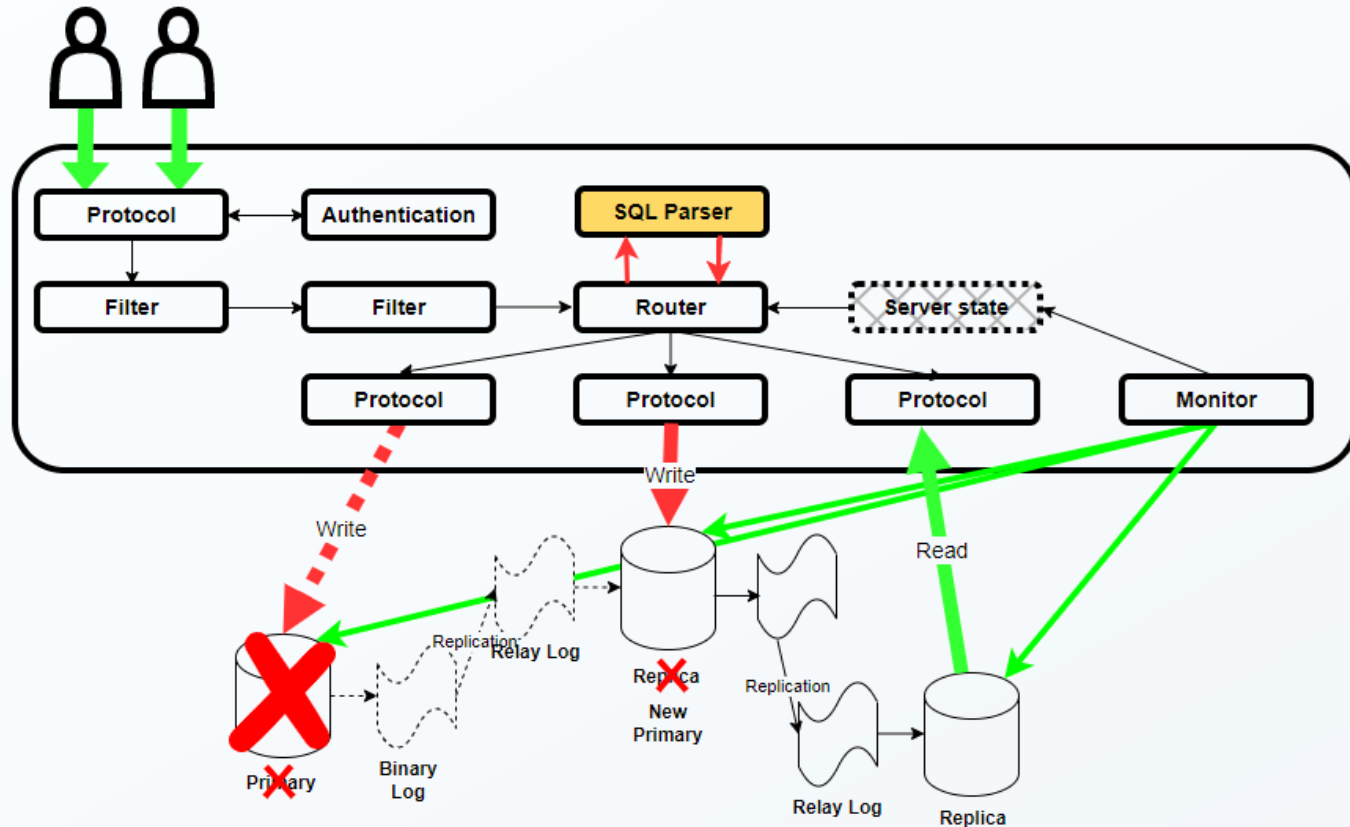 Protocol
Authentication
SQL Parser
Filter
Filter
Router
Server state
Protocol
Protocol
Protocol
Monitor
Write
Write
Read
Replication
Relay Log
Replica
New
Primary
Replication
Primary
Binary
Log
Relay Log
Replica